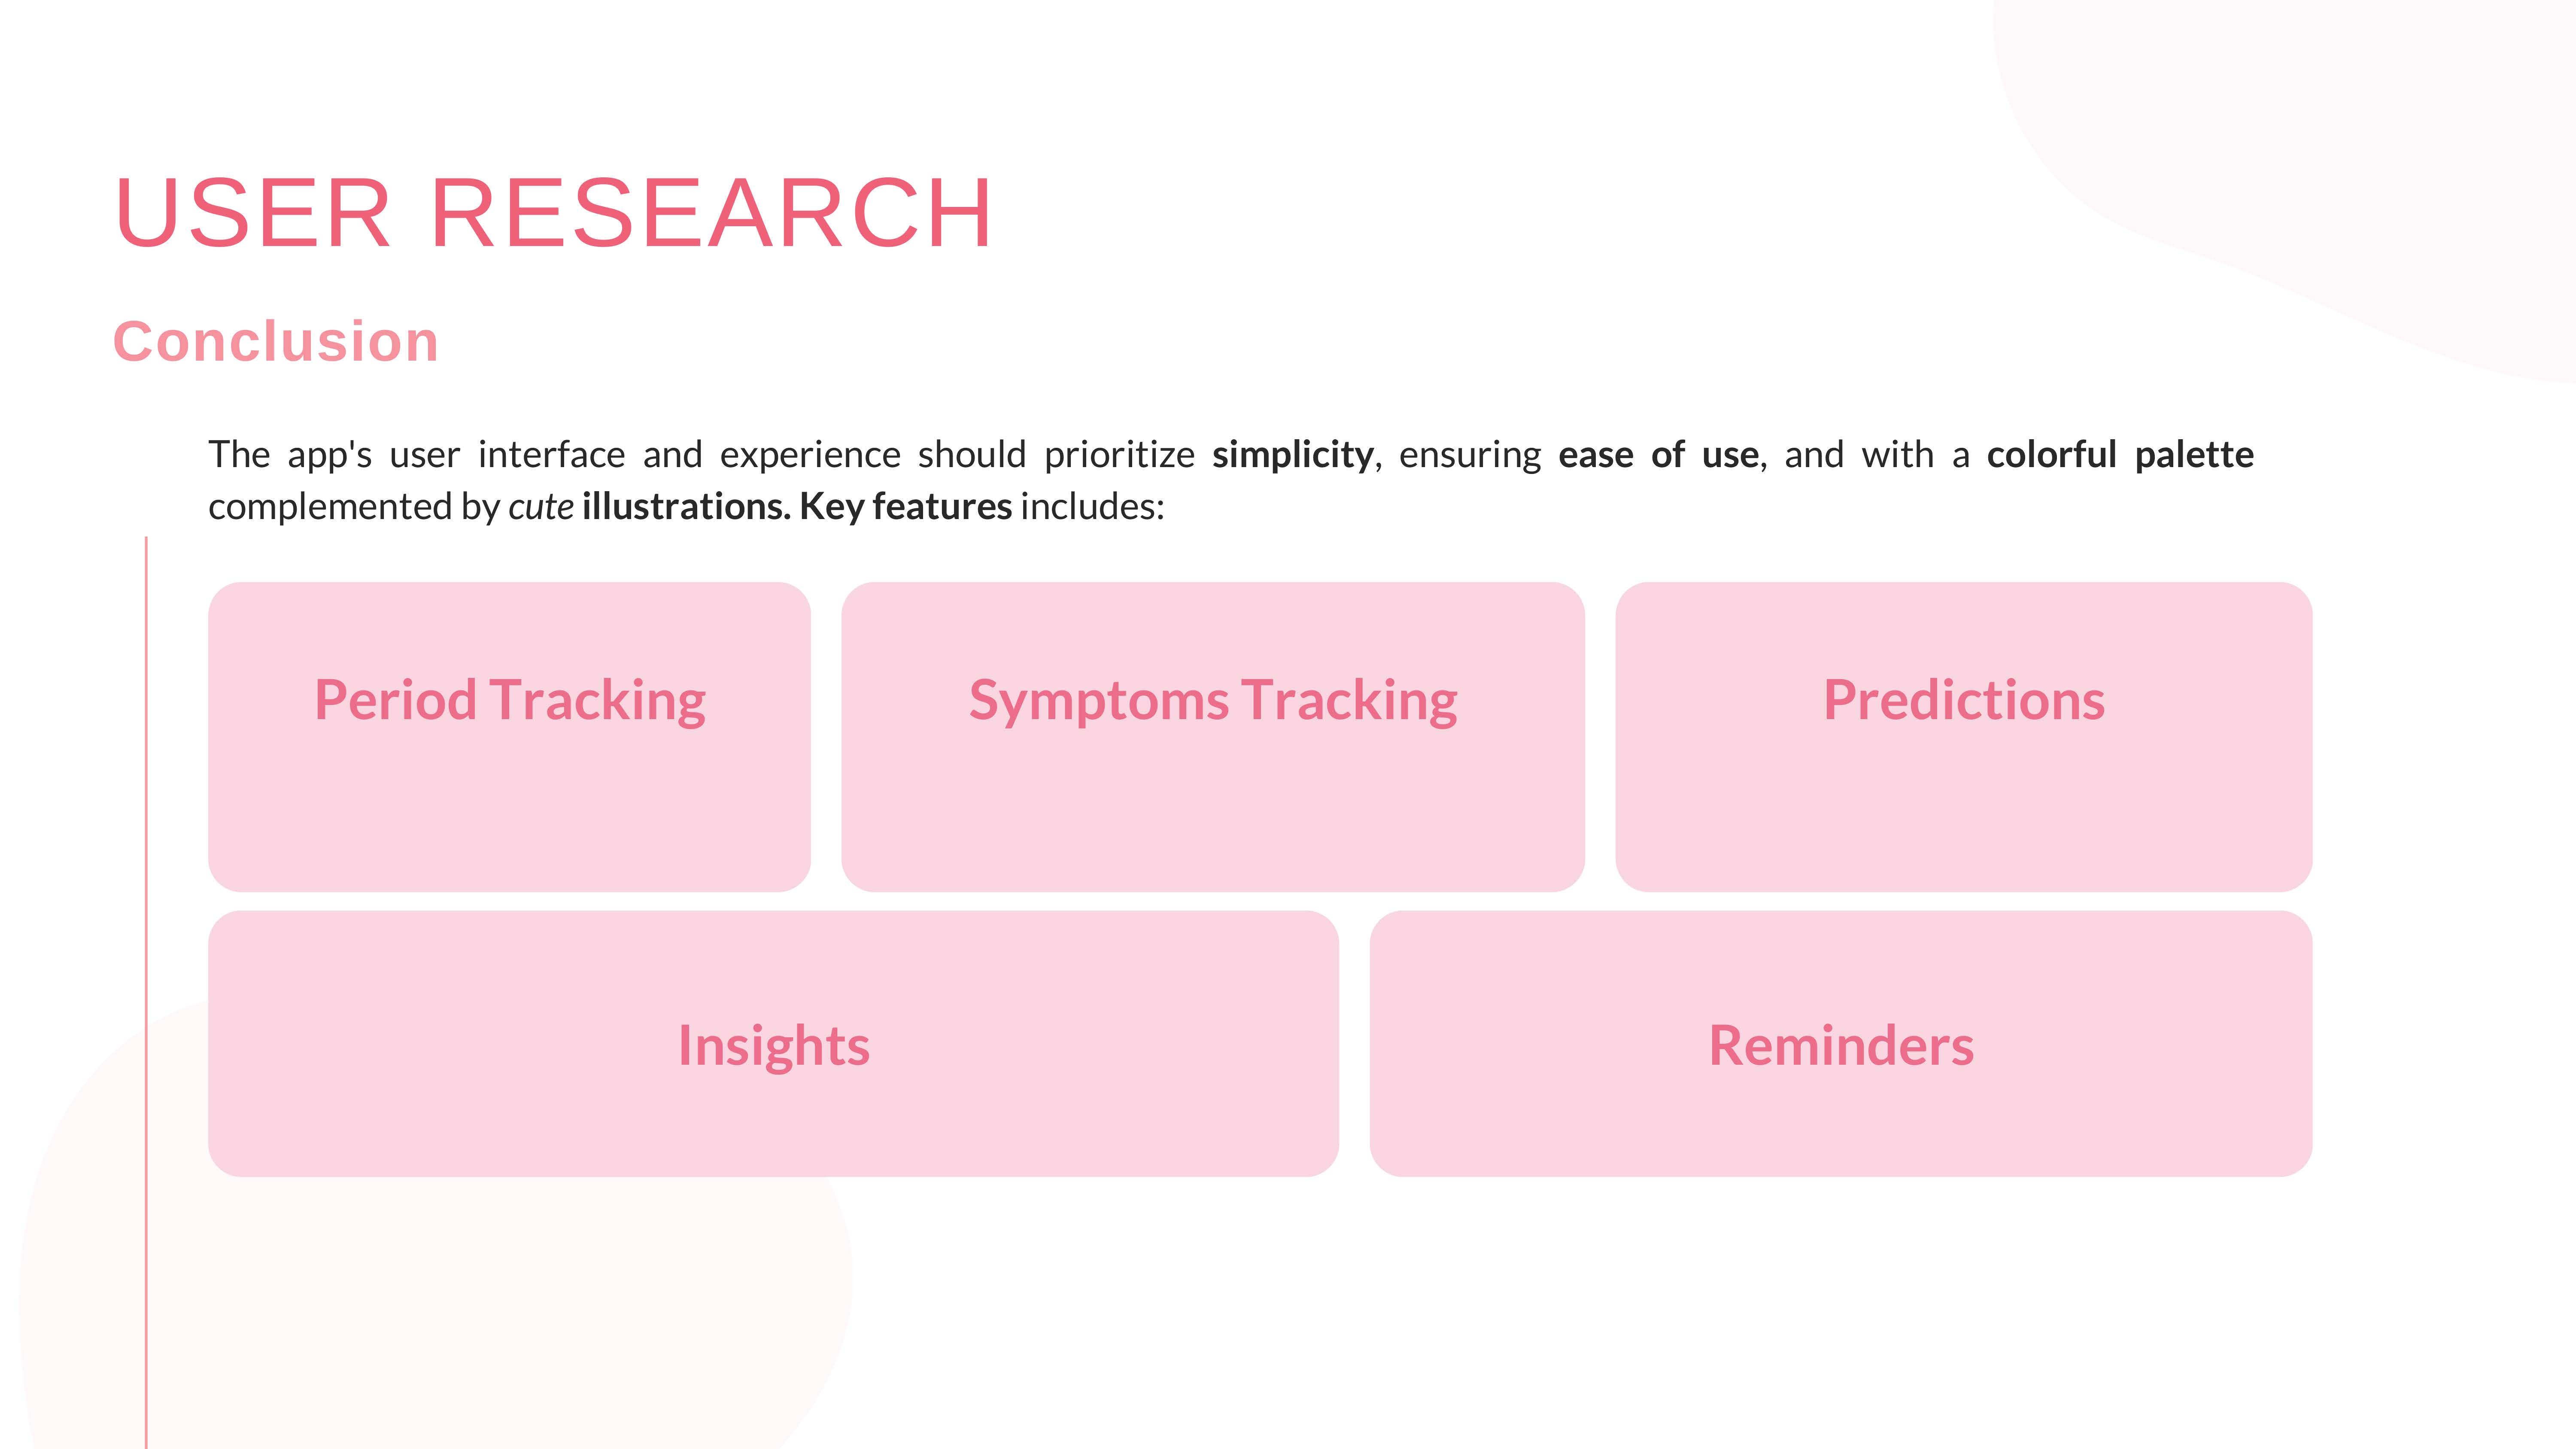 USER RESEARCH
Conclusion
The app's user interface and experience should prioritize simplicity, ensuring ease of use, and with a colorful palette
complemented by cute illustrations. Key features includes:
Period Tracking
Symptoms Tracking
Predictions
Insights
Reminders